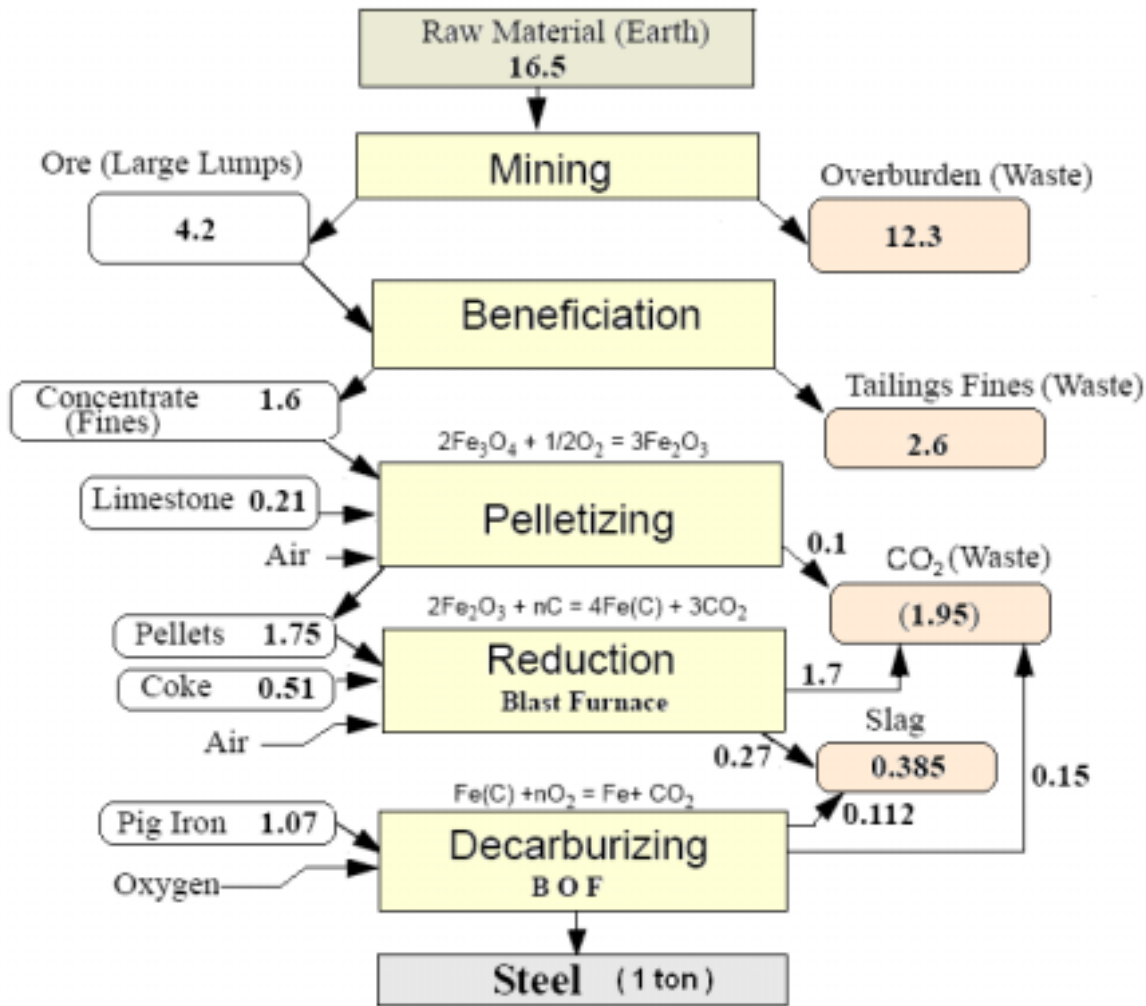 Raw Material (Earth)
16.5
Mining
Ore (Large Lumps)
4.2
Overburden (Waste)
12.3
Beneficiation
Concentrate 1.6
(Fines)
Tailings Fines (Waste)
2.6
2Fe₃O₄ + 1/2O₂ = 3Fe₂O₃
Limestone 0.21
Pelletizing
Air
0.1
CO₂ (Waste)
(1.95)
2Fe₂O₃ + nC = 4Fe(C) + 3CO₂
Pellets 1.75
Reduction
Blast Furnace
Coke 0.51
1.7
Air
Slag
0.27
0.385
0.15
Fe(C) +nO₂ = Fe+ CO₂
0.112
Pig Iron 1.07
Decarburizing
B O F
Oxygen
Steel (1 ton)